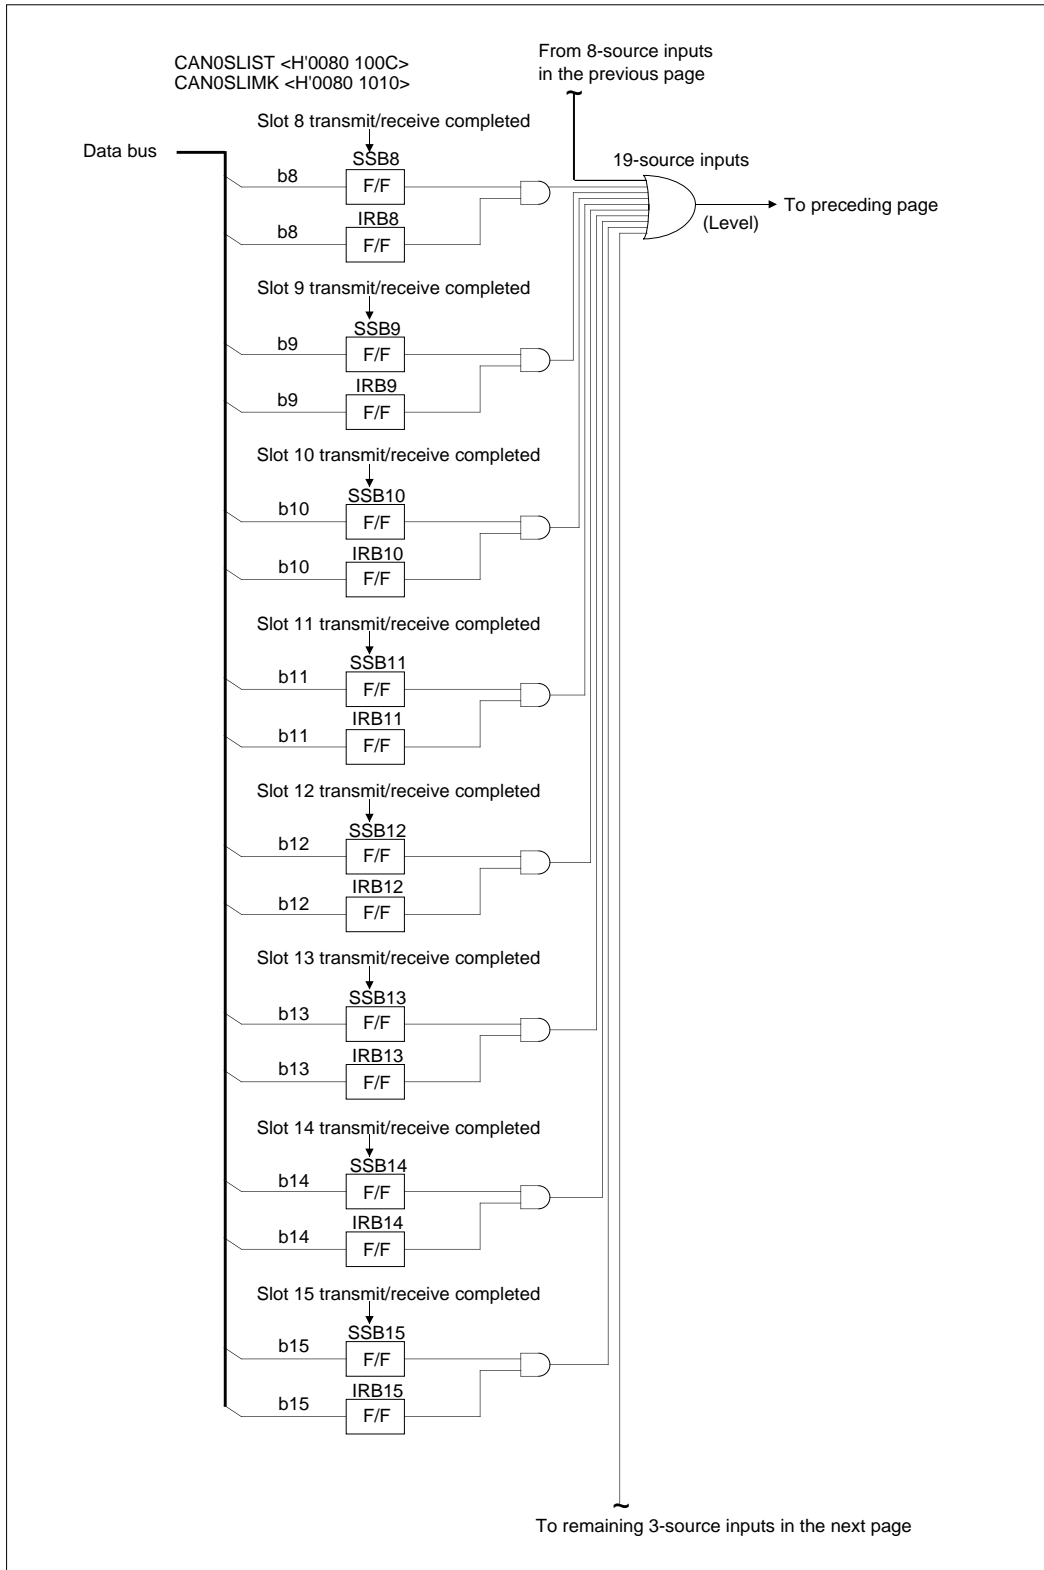 CAN0SLIST <H'0080 100C>
CAN0SLIMK <H'0080 1010>
From 8-source inputs
in the previous page
Slot 8 transmit/receive completed
Data bus
19-source inputs
SSB8
b8
F/F
To preceding page
(Level)
IRB8
b8
F/F
Slot 9 transmit/receive completed
SSB9
b9
F/F
IRB9
b9
F/F
Slot 10 transmit/receive completed
SSB10
b10
F/F
IRB10
b10
F/F
Slot 11 transmit/receive completed
SSB11
b11
F/F
IRB11
b11
F/F
Slot 12 transmit/receive completed
SSB12
b12
F/F
IRB12
b12
F/F
Slot 13 transmit/receive completed
SSB13
b13
F/F
IRB13
b13
F/F
Slot 14 transmit/receive completed
SSB14
b14
F/F
IRB14
b14
F/F
Slot 15 transmit/receive completed
SSB15
b15
F/F
IRB15
b15
F/F
To remaining 3-source inputs in the next page